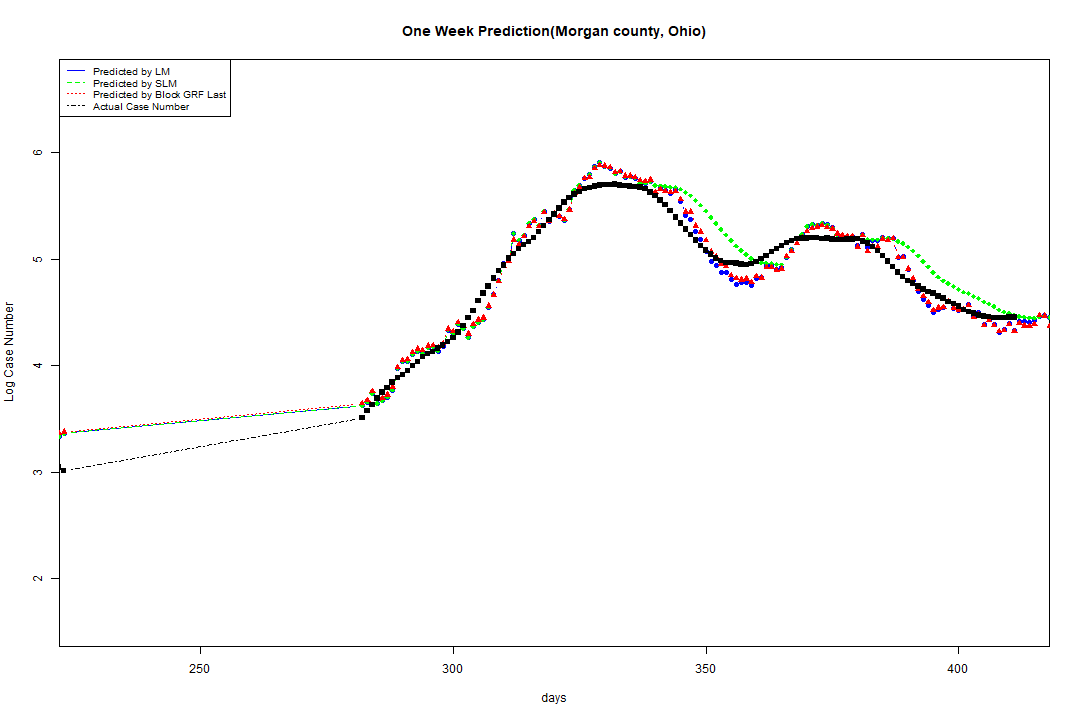 One Week Prediction(Morgan county, Ohio)
Predicted by LM
Predicted by SLM
Predicted by Block GRF Last
Actual Case Number
6
5
4
3
2
Log Case Number
250 300 350 400
days